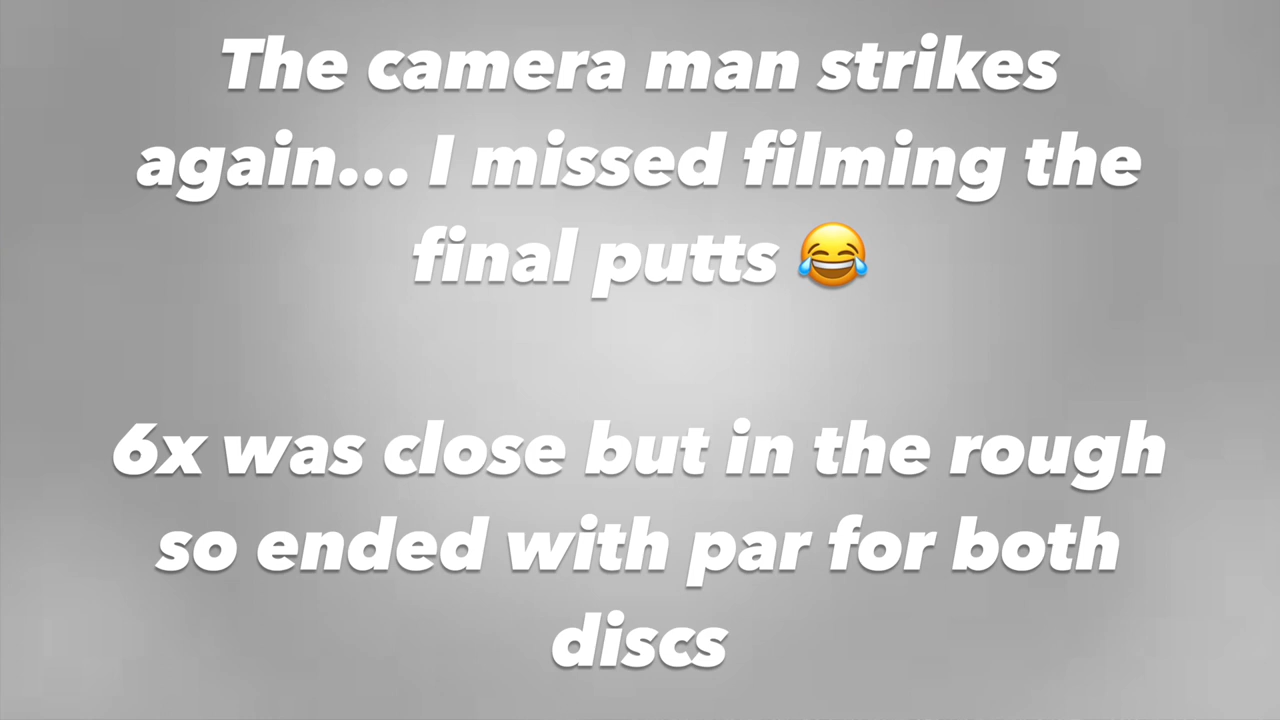 The camera man strikes
again... I missed filming the
final putts 😂
6x was close but in the rough
so ended with par for both
discs